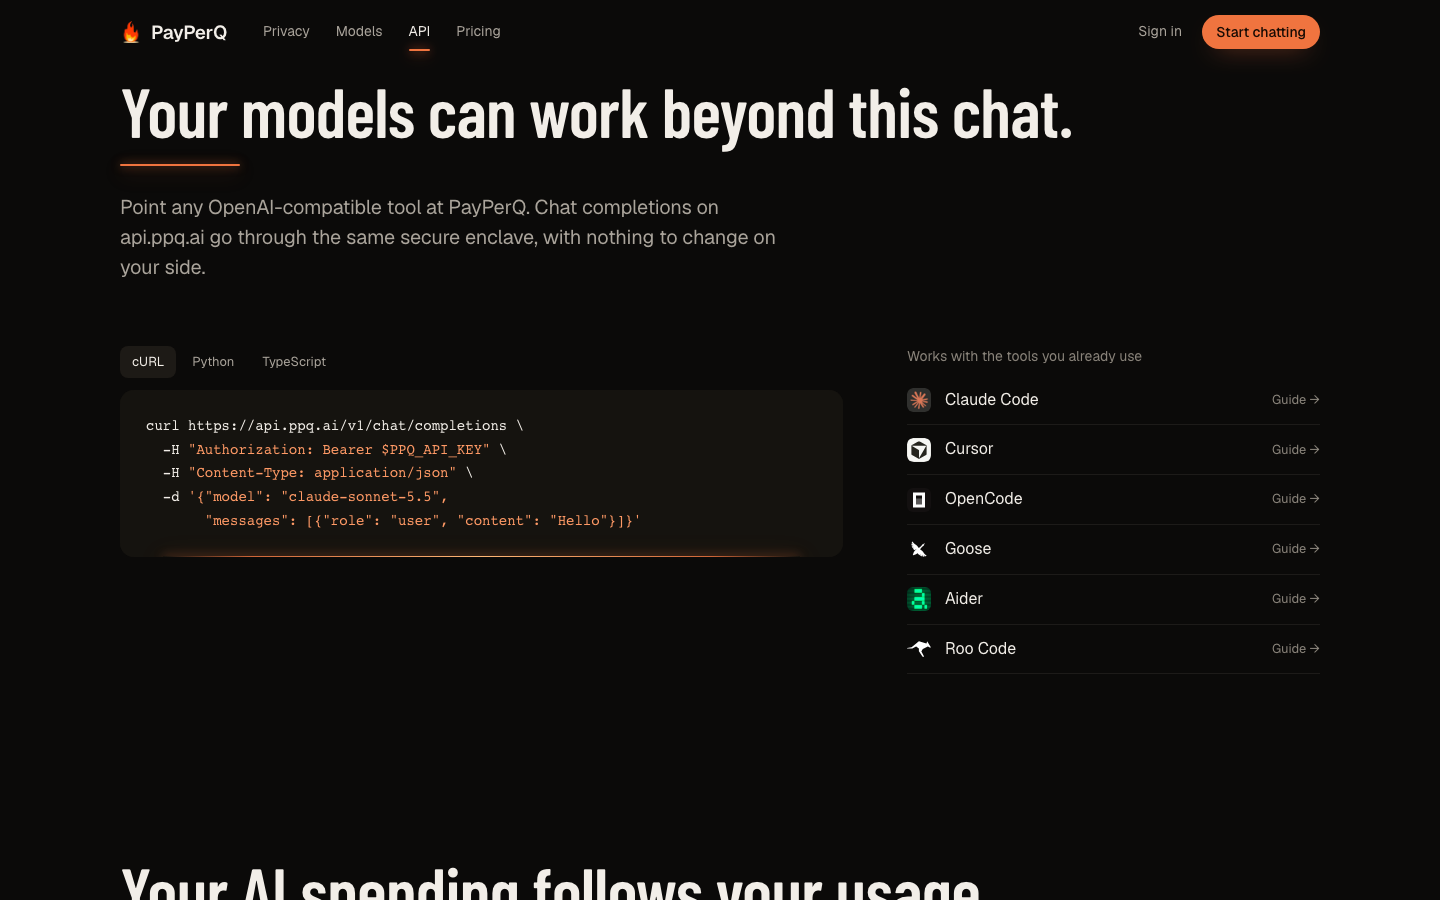 PayPerQ
Privacy
Models
API
Pricing
Sign in
Start chatting
Your models can work beyond this chat.
Point any OpenAI-compatible tool at PayPerQ. Chat completions on
api.ppq.ai go through the same secure enclave, with nothing to change on
your side.
cURL
Python
TypeScript
curl https://api.ppq.ai/v1/chat/completions \
-H "Authorization: Bearer $PPQ_API_KEY" \
-H "Content-Type: application/json" \
-d '{"model": "claude-sonnet-5.5",
"messages": [{"role": "user", "content": "Hello"}]}'
Works with the tools you already use
Claude Code
Guide →
Cursor
Guide →
OpenCode
Guide →
Goose
Guide →
Aider
Guide →
Roo Code
Guide →
Your AI spending follows your usage